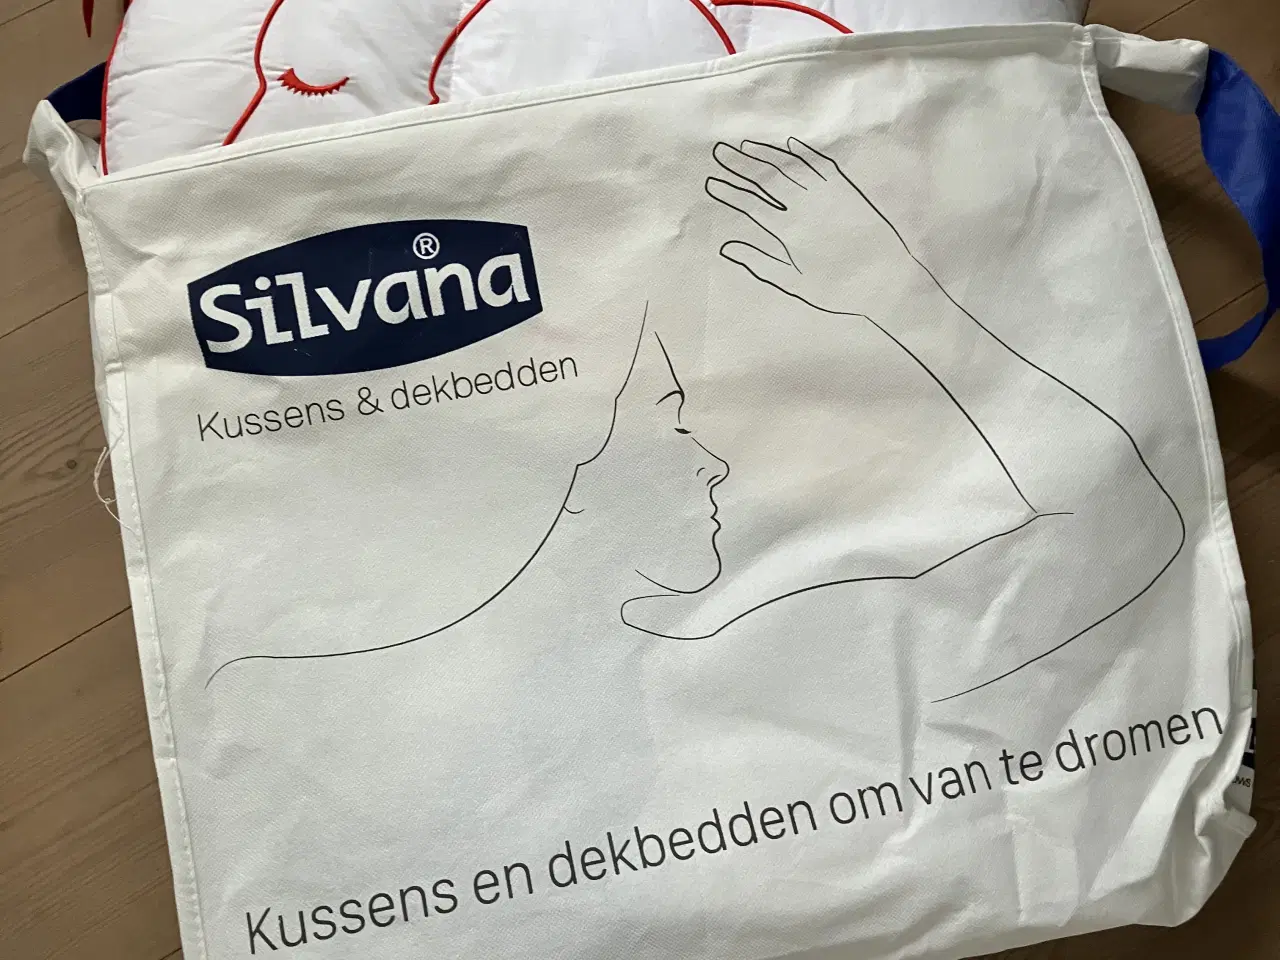 Silvana®
Kussens & dekbedden
Kussens en dekbedden om van te dromen